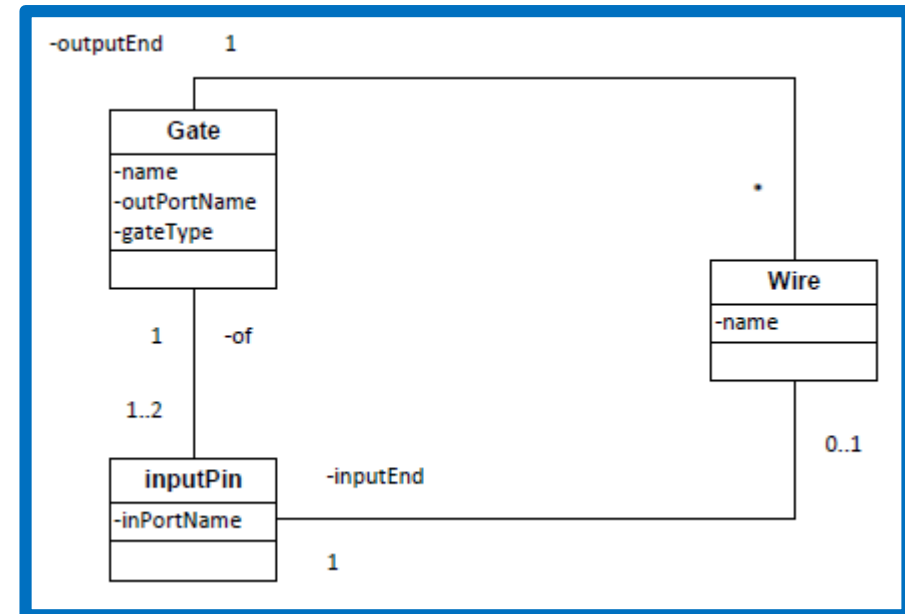 -outputEnd 1
Gate
-name
-outPortName
-gateType
*
Wire
-name
1 -of
1..2
0..1
inputPin
-inputEnd
-inPortName
1